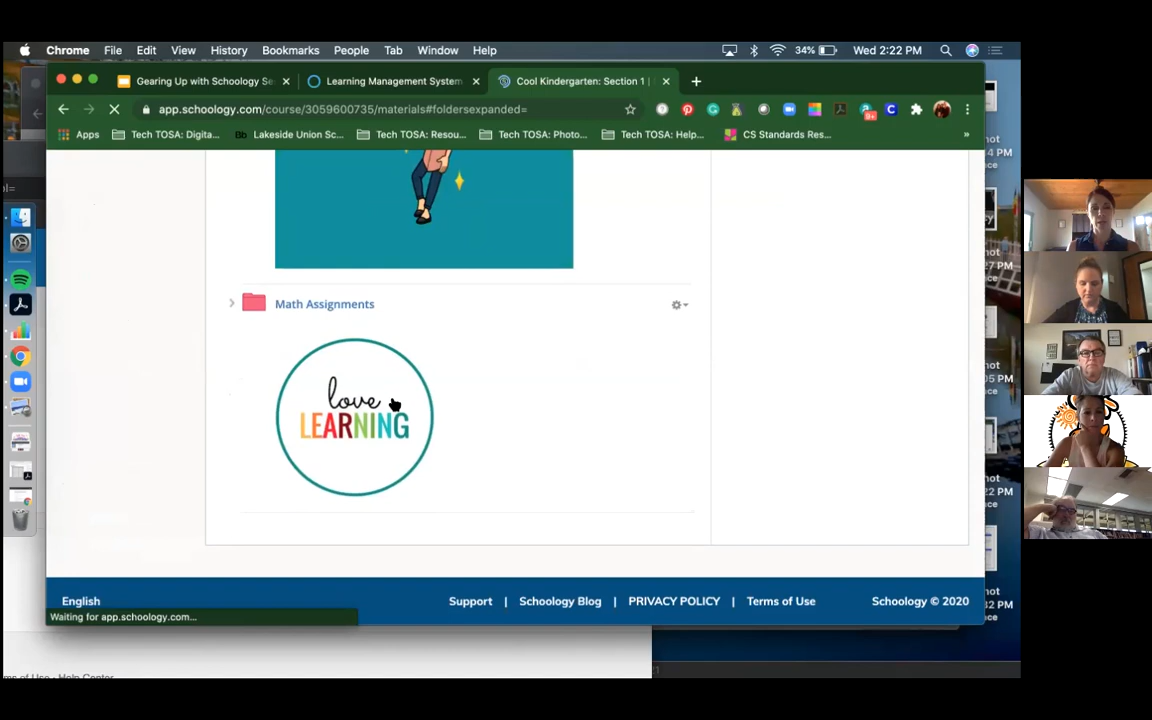 Chrome File Edit View History Bookmarks People Tab Window Help 34% Wed 2:22 PM
Gearing Up with Schoology Se
Learning Management System
Cool Kindergarten: Section 1 |
app.schoology.com/course/3059600735/materials#foldersexpanded=
Apps Tech TOSA: Digita... Bb Lakeside Union Sc... Tech TOSA: Resou... Tech TOSA: Photo... Tech TOSA: Help... CS Standards Res... »
Math Assignments
love
LEARNING
English Support | Schoology Blog | PRIVACY POLICY | Terms of Use Schoology © 2020
Waiting for app.schoology.com...